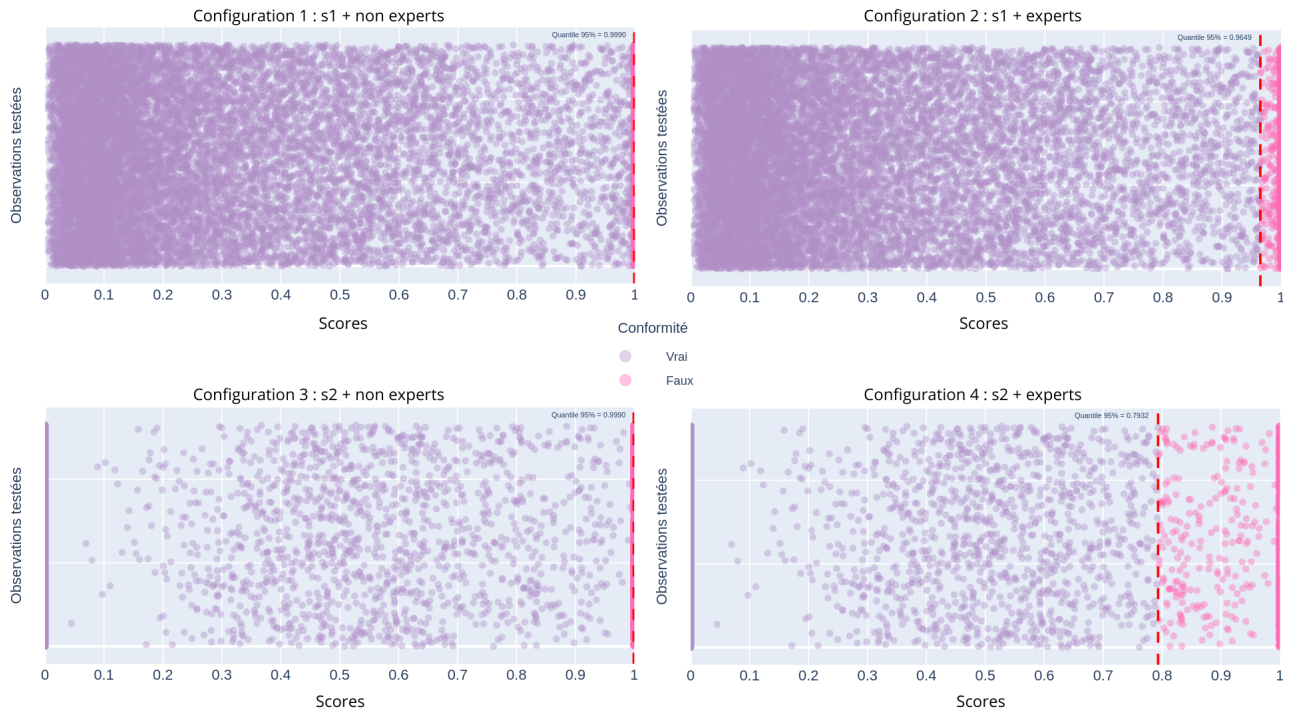 Configuration 1 : s1 + non experts
Quantile 95% = 0.9990
Observations testées
0 0.1 0.2 0.3 0.4 0.5 0.6 0.7 0.8 0.9 1
Scores
Configuration 2 : s1 + experts
Quantile 95% = 0.9649
Observations testées
0 0.1 0.2 0.3 0.4 0.5 0.6 0.7 0.8 0.9 1
Scores
Conformité
Vrai
Faux
Configuration 3 : s2 + non experts
Quantile 95% = 0.9990
Observations testées
0 0.1 0.2 0.3 0.4 0.5 0.6 0.7 0.8 0.9 1
Scores
Configuration 4 : s2 + experts
Quantile 95% = 0.7932
Observations testées
0 0.1 0.2 0.3 0.4 0.5 0.6 0.7 0.8 0.9 1
Scores